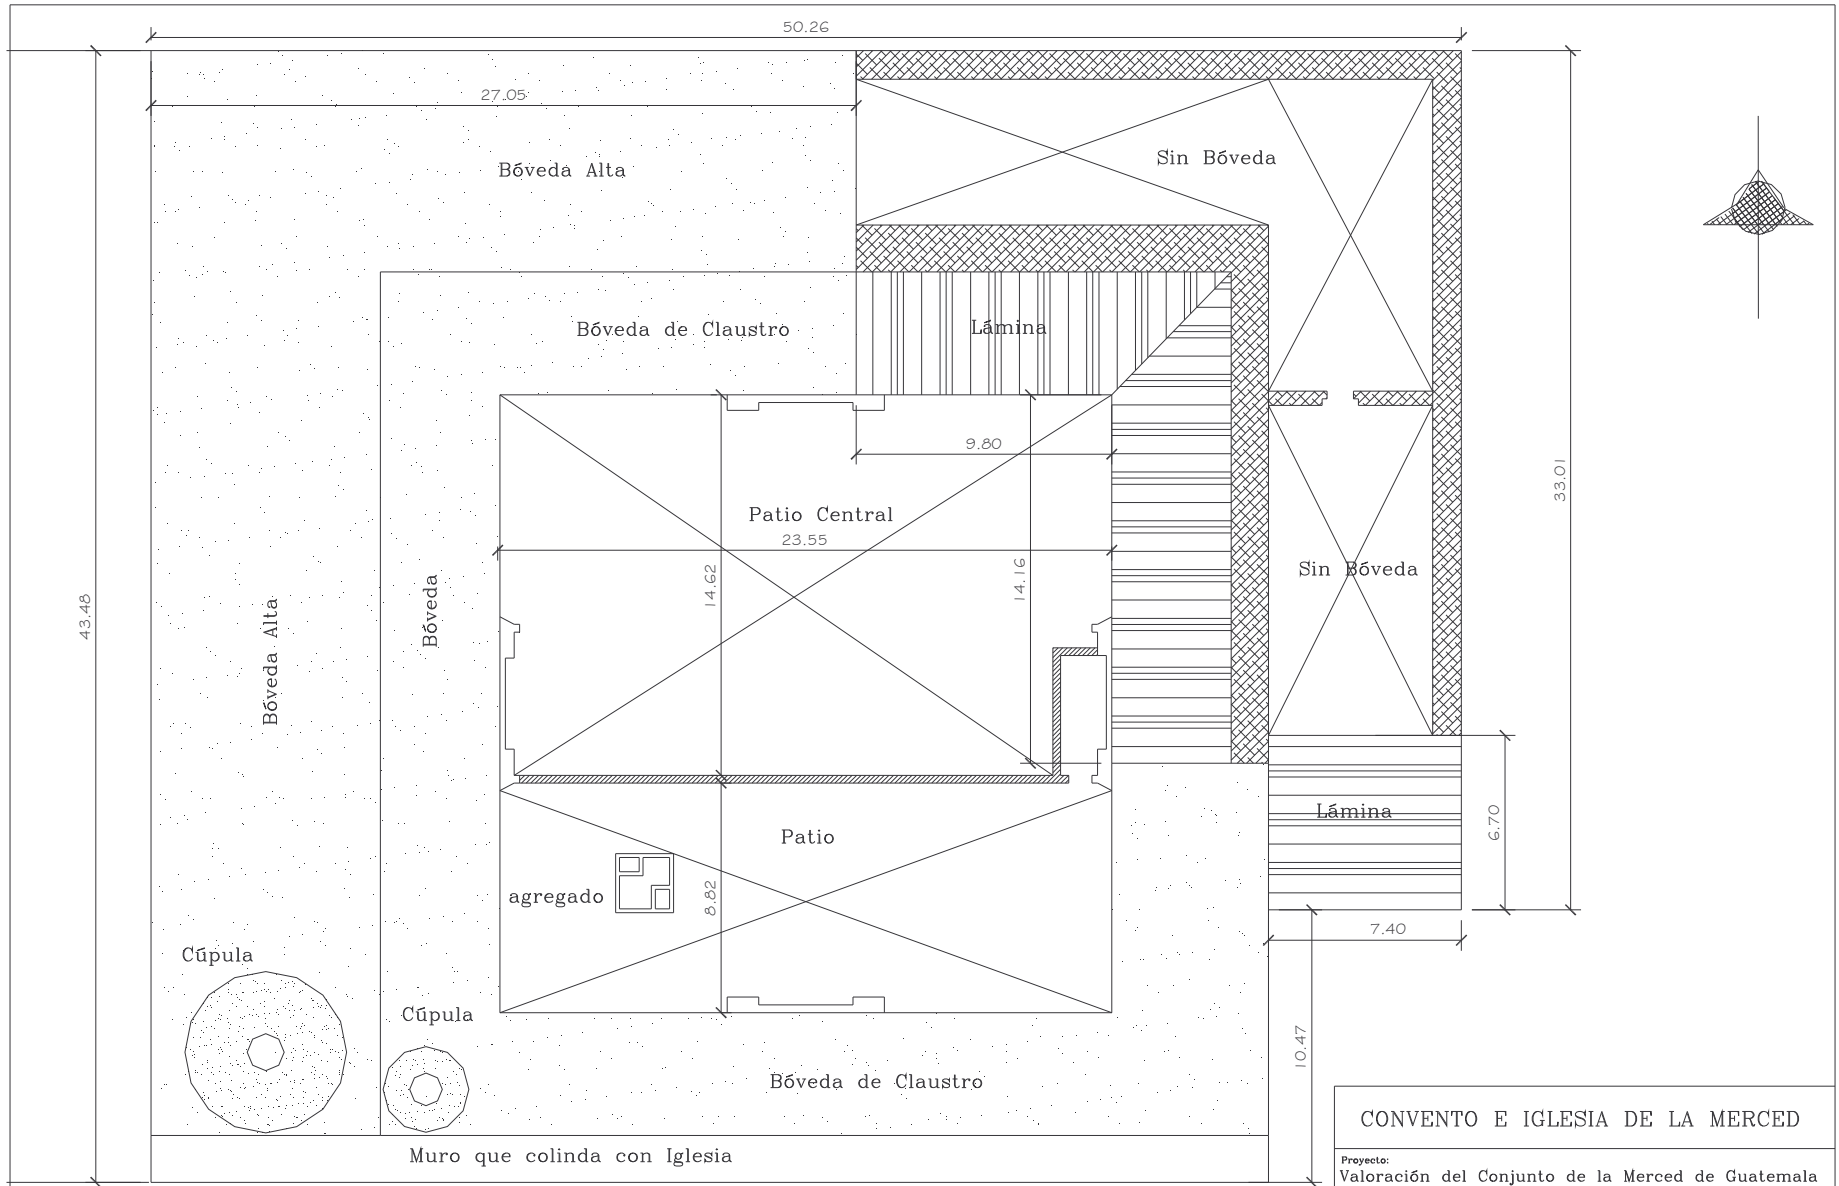 50.26
27.05
Bóveda Alta
Sin Bóveda
Bóveda de Claustro
Lámina
9.80
33.01
Patio Central
23.55
14.62
14.16
Sin Bóveda
43.48
Bóveda Alta
Bóveda
Lámina
6.70
Patio
agregado
8.82
7.40
Cúpula
Cúpula
10.47
Bóveda de Claustro
Muro que colinda con Iglesia
CONVENTO E IGLESIA DE LA MERCED
Proyecto:
Valoración del Conjunto de la Merced de Guatemala